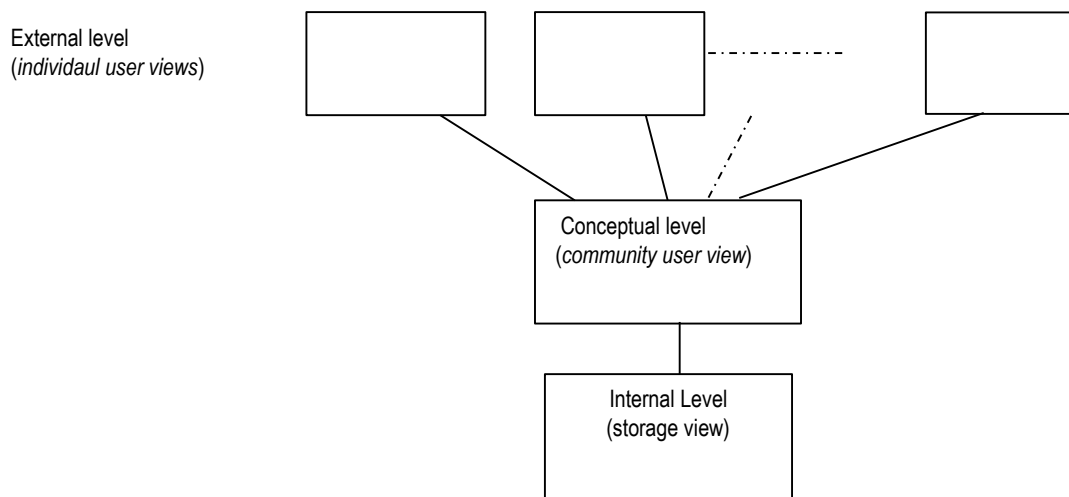 External level
(individaul user views)
Conceptual level
(community user view)
Internal Level
(storage view)